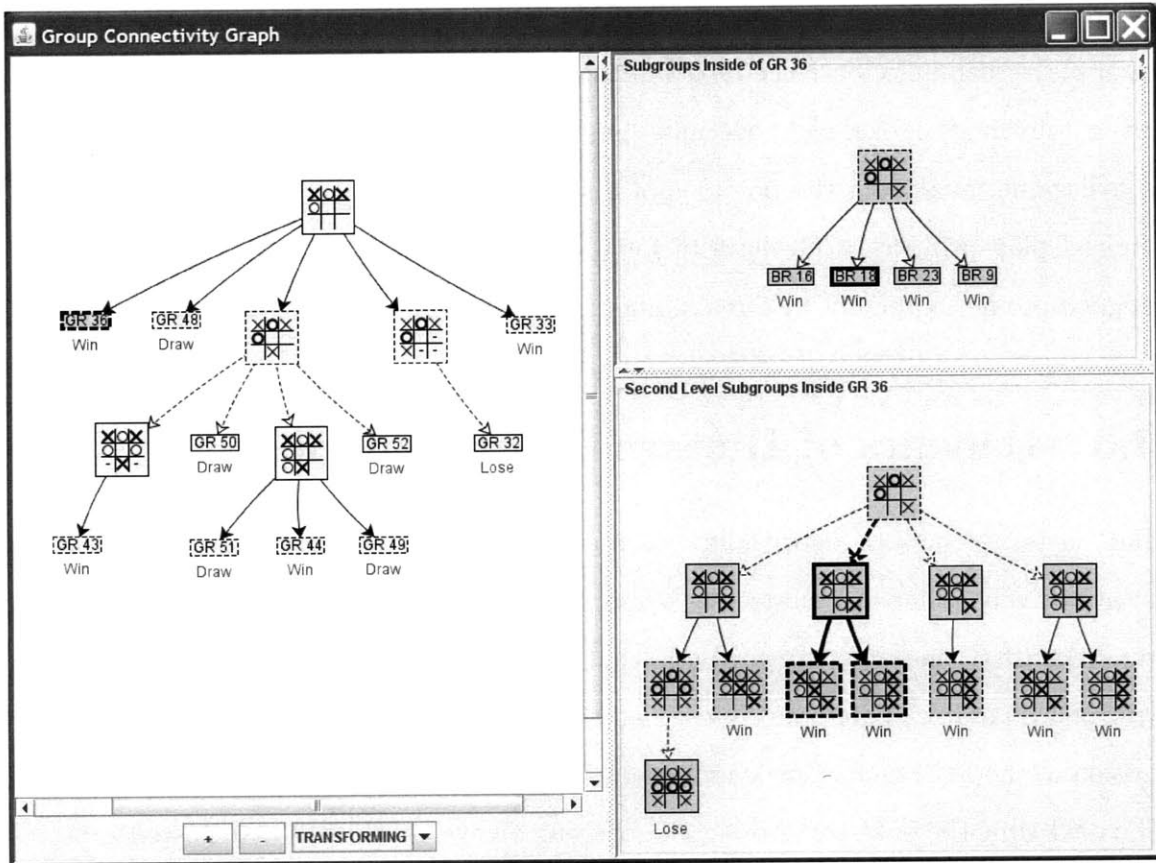 Group Connectivity Graph
GR 36
Win
GR 48
Draw
GR 33
Win
GR 50
Draw
GR 52
Draw
GR 32
Lose
GR 43
Win
GR 51
Draw
GR 44
Win
GR 49
Draw
+
-
TRANSFORMING
Subgroups Inside of GR 36
BR 16
BR 18
BR 23
BR 9
Win
Win
Win
Win
Second Level Subgroups Inside GR 36
Win
Win
Win
Win
Win
Win
Lose